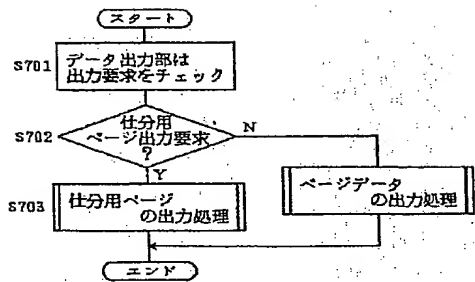 スタート
S701
データ出力部は
出力要求をチェック
S702
仕分用
ページ出力要求
?
N
Y
S703
仕分用ページ
の出力処理
ページデータ
の出力処理
エンド